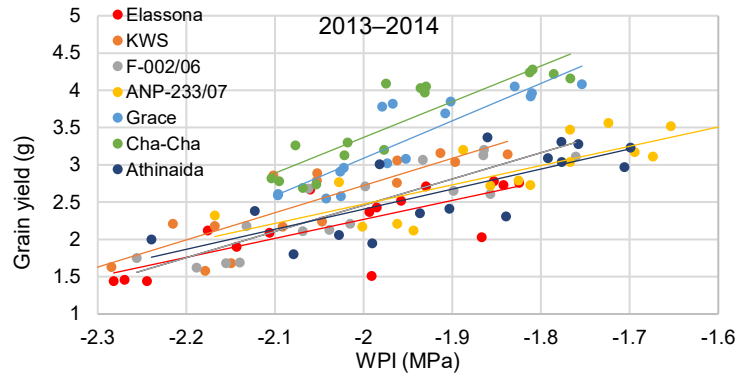 2013–2014
Elassona
KWS
F-002/06
ANP-233/07
Grace
Cha-Cha
Athinaida
Grain yield (g)
5
4.5
4
3.5
3
2.5
2
1.5
1
-2.3 -2.2 -2.1 -2 -1.9 -1.8 -1.7 -1.6
WPI (MPa)